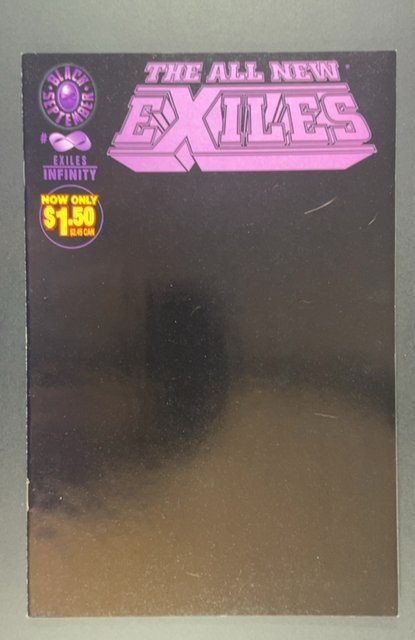 BLACK
SEPTEMBER
#∞
EXILES
INFINITY
NOW ONLY
$1.50
$2.45 CAN
THE ALL NEW
EXILES